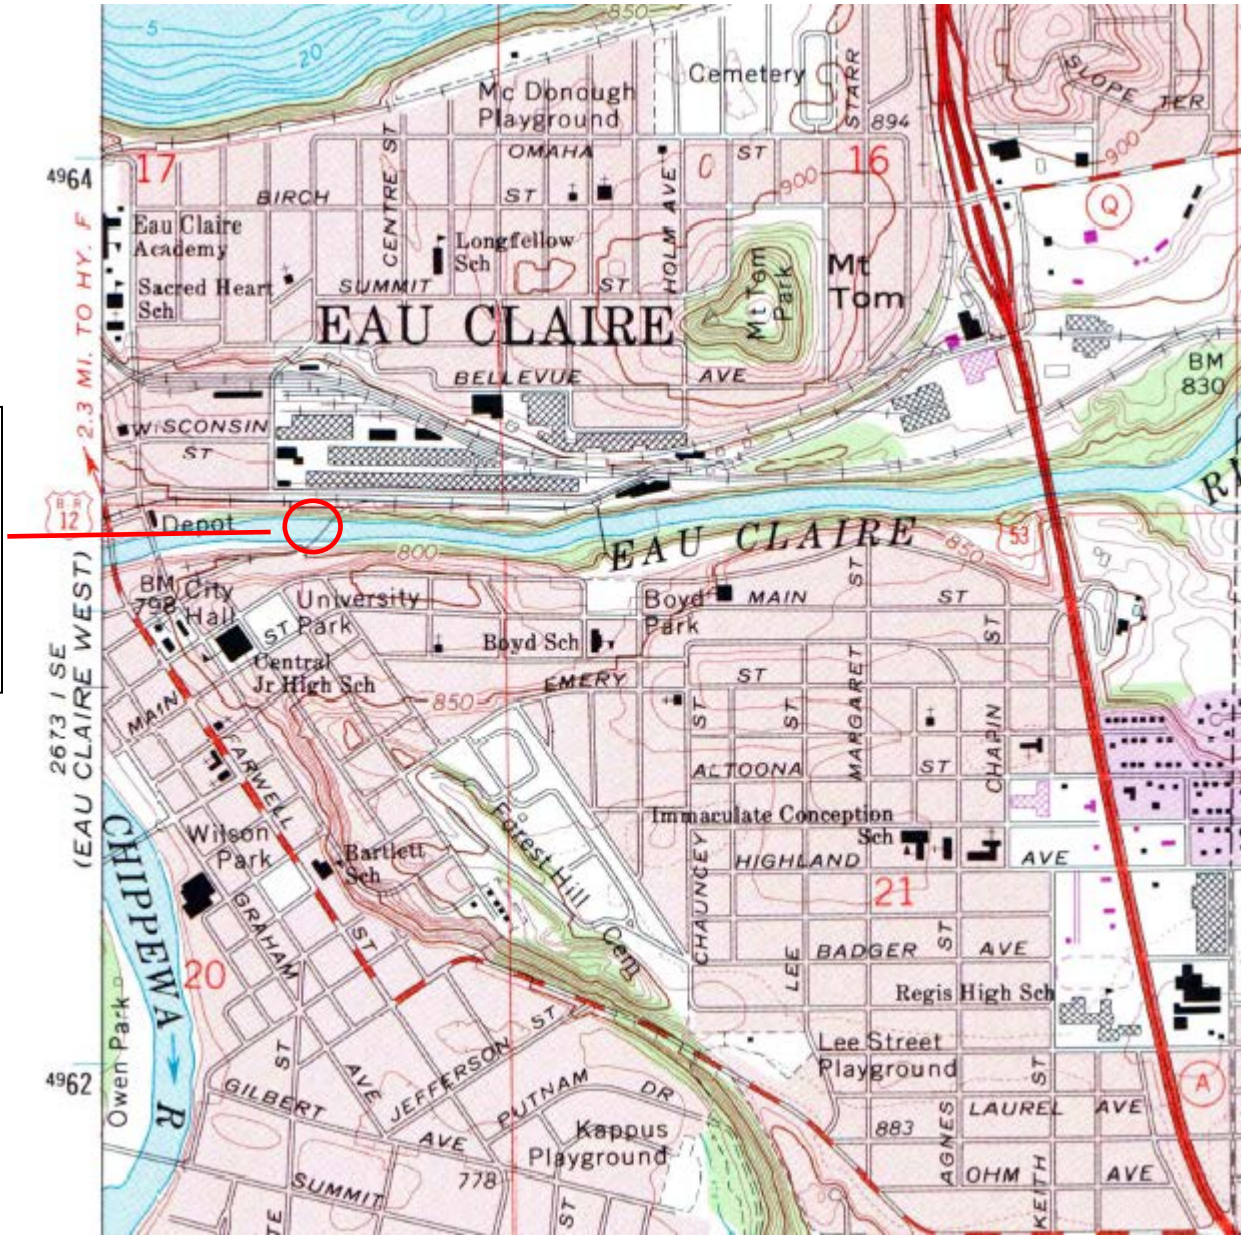 850
5
20
Cemetery
STARR
SLOPE TER
Mc Donough
Playground
894
OMAHA ST
CENTRE ST
17
16
900
900
4964
BIRCH ST
HOLM AVE
Q
Eau Claire
Academy
Longfellow
Sch
Mt Tom
Park
Mt
Tom
Sacred Heart
Sch
SUMMIT ST
EAU CLAIRE
2.3 MI. TO HY. F
BELLEVUE AVE
BM
830
WISCONSIN
ST
BR
12
Depot
EAU CLAIRE
RI
53
800
850
BM
798
City
Hall
University
Park
ST
Boyd
Park
MAIN ST
ST
ST
Boyd Sch
Central
Jr High Sch
EMERY ST
2673 I SE
(EAU CLAIRE WEST)
MAIN
850
ST
ST
MARGARET
CHAPIN
FARWELL
ALTOONA ST
CHIPPEWA R
Wilson
Park
Forest Hill
Cem
Immaculate Conception
Sch
Bartlett
Sch
HIGHLAND AVE
CHAUNCEY
21
GRAHAM
ST
BADGER AVE
ST
LEE
20
Regis High Sch
Owen Park
ST
AVE
JEFFERSON ST
Lee Street
Playground
ST
4962
GILBERT AVE
PUTNAM DR
A
LAUREL AVE
Kappus
Playground
883
AGNES
OHM AVE
KEITH
SUMMIT
778
ST
TE